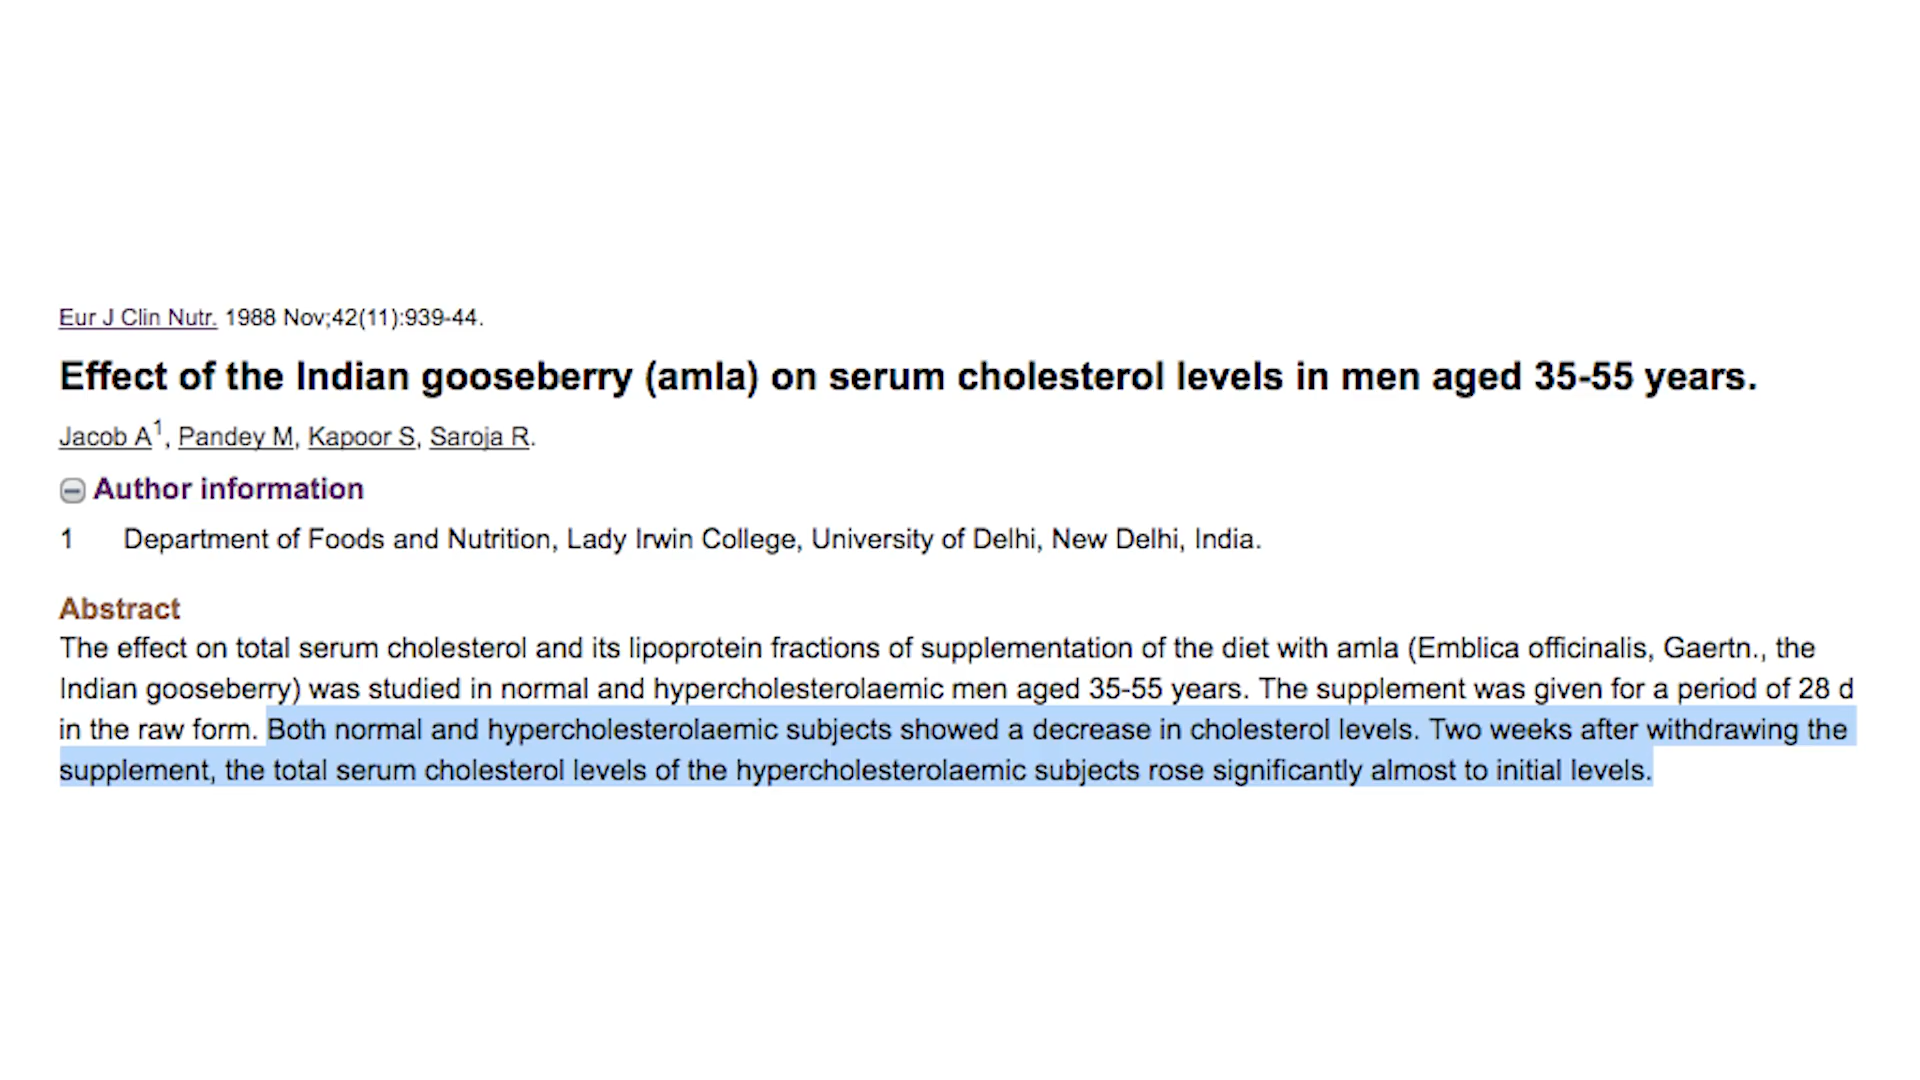 Eur J Clin Nutr. 1988 Nov;42(11):939-44.
Effect of the Indian gooseberry (amla) on serum cholesterol levels in men aged 35-55 years.
Jacob A1, Pandey M, Kapoor S, Saroja R.
Author information
1 Department of Foods and Nutrition, Lady Irwin College, University of Delhi, New Delhi, India.
Abstract
The effect on total serum cholesterol and its lipoprotein fractions of supplementation of the diet with amla (Emblica officinalis, Gaertn., the
Indian gooseberry) was studied in normal and hypercholesterolaemic men aged 35-55 years. The supplement was given for a period of 28 d
in the raw form. Both normal and hypercholesterolaemic subjects showed a decrease in cholesterol levels. Two weeks after withdrawing the
supplement, the total serum cholesterol levels of the hypercholesterolaemic subjects rose significantly almost to initial levels.